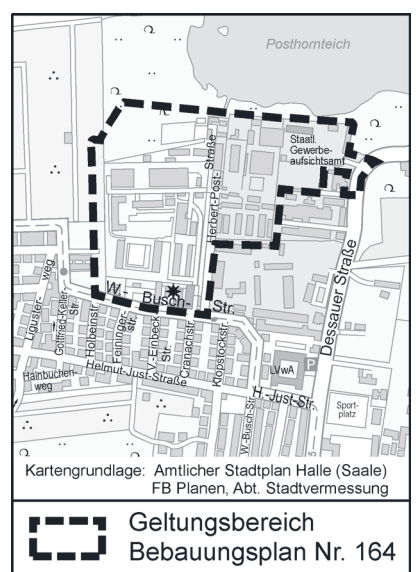 Posthornteich
Staatl.
Gewerbe-
aufsichtsamt
Herbert-Post-
Straße
Dessauer Straße
W.-
Busch-
Str.
Liguster-
weg
Gottfried-Keller-
Str.
Holbeinstr.
Feininger-
str.
V.-Einbeck-
Str.
Cranachstr.
Klopstockstr.
Hainbuchen-
weg
Helmut-Just-Straße
LVwA
P
H.-Just-Str.
W.-Busch-Str.
Sport-
platz
Kartengrundlage: Amtlicher Stadtplan Halle (Saale)
FB Planen, Abt. Stadtvermessung
Geltungsbereich
Bebauungsplan Nr. 164